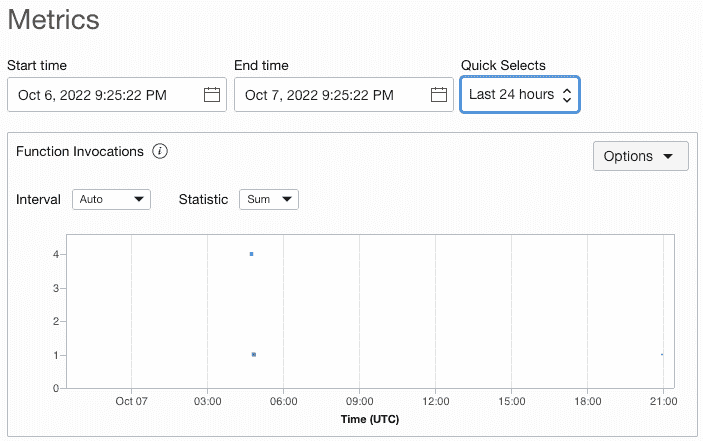 Metrics
Start time End time Quick Selects
Oct 6, 2022 9:25:22 PM Oct 7, 2022 9:25:22 PM Last 24 hours
Function Invocations i Options
Interval Auto Statistic Sum
4
3
2
1
0
Oct 07 03:00 06:00 09:00 12:00 15:00 18:00 21:00
Time (UTC)